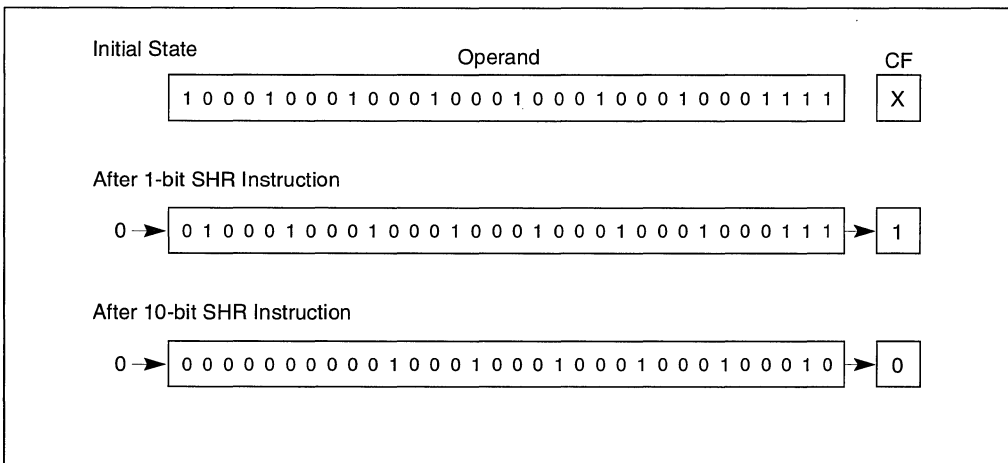 Initial State
Operand
CF
1 0 0 0 1 0 0 0 1 0 0 0 1 0 0 0 1 0 0 0 1 0 0 0 1 0 0 0 1 1 1 1 X
After 1-bit SHR Instruction
0 0 1 0 0 0 1 0 0 0 1 0 0 0 1 0 0 0 1 0 0 0 1 0 0 0 1 0 0 0 1 1 1 1
After 10-bit SHR Instruction
0 0 0 0 0 0 0 0 0 0 0 1 0 0 0 1 0 0 0 1 0 0 0 1 0 0 0 1 0 0 0 1 0 0